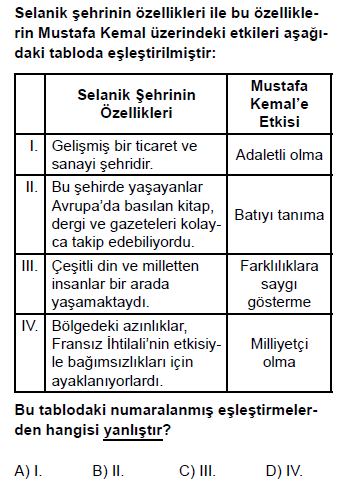 Selanik şehrinin özellikleri ile bu özellikle-
rin Mustafa Kemal üzerindeki etkileri aşağı-
daki tabloda eşleştirilmiştir:
Selanik Şehrinin
Özellikleri
Mustafa
Kemal’e
Etkisi
I. Gelişmiş bir ticaret ve
sanayi şehridir.
Adaletli olma
II. Bu şehirde yaşayanlar
Avrupa’da basılan kitap,
dergi ve gazeteleri kolay-
ca takip edebiliyordu.
Batıyı tanıma
III. Çeşitli din ve milletten
insanlar bir arada
yaşamaktaydı.
Farklılıklara
saygı
gösterme
IV. Bölgedeki azınlıklar,
Fransız İhtilali’nin etkisiy-
le bağımsızlıkları için
ayaklanıyorlardı.
Milliyetçi
olma
Bu tablodaki numaralanmış eşleştirmeler-
den hangisi yanlıştır?
A) I. B) II. C) III. D) IV.